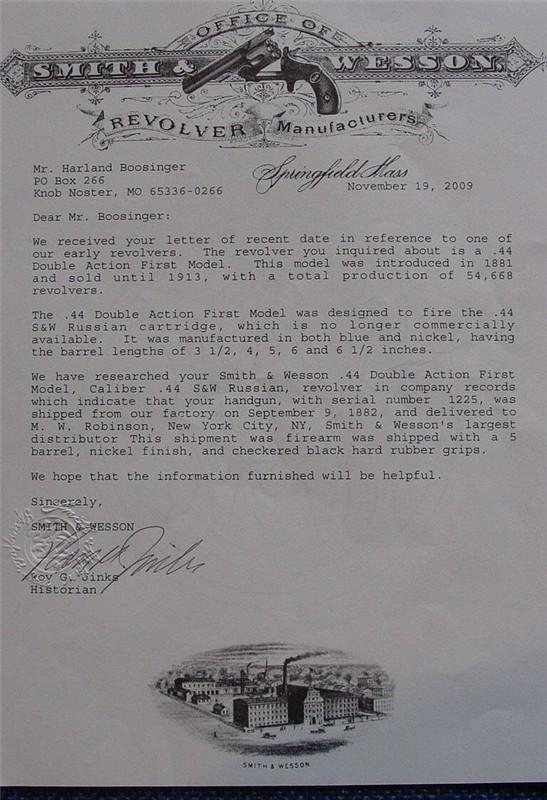 OFFICE OF
SMITH & WESSON.
REVOLVER Manufacturers
Springfield Mass
Mr. Harland Boosinger
PO Box 266
Knob Noster, MO 65336-0266
November 19, 2009
Dear Mr. Boosinger:
We received your letter of recent date in reference to one of
our early revolvers. The revolver you inquired about is a .44
Double Action First Model. This model was introduced in 1881
and sold until 1913, with a total production of 54,668
revolvers.
The .44 Double Action First Model was designed to fire the .44
S&W Russian cartridge, which is no longer commercially
available. It was manufactured in both blue and nickel, having
the barrel lengths of 3 1/2, 4, 5, 6 and 6 1/2 inches.
We have researched your Smith & Wesson .44 Double Action First
Model, Caliber .44 S&W Russian, revolver in company records
which indicate that your handgun, with serial number 1225, was
shipped from our factory on September 9, 1882, and delivered to
M. W. Robinson, New York City, NY, Smith & Wesson's largest
distributor This shipment was firearm was shipped with a 5
barrel, nickel finish, and checkered black hard rubber grips.
We hope that the information furnished will be helpful.
Sincerely,
SMITH & WESSON
Roy G. Jinks
Historian
SMITH & WESSON